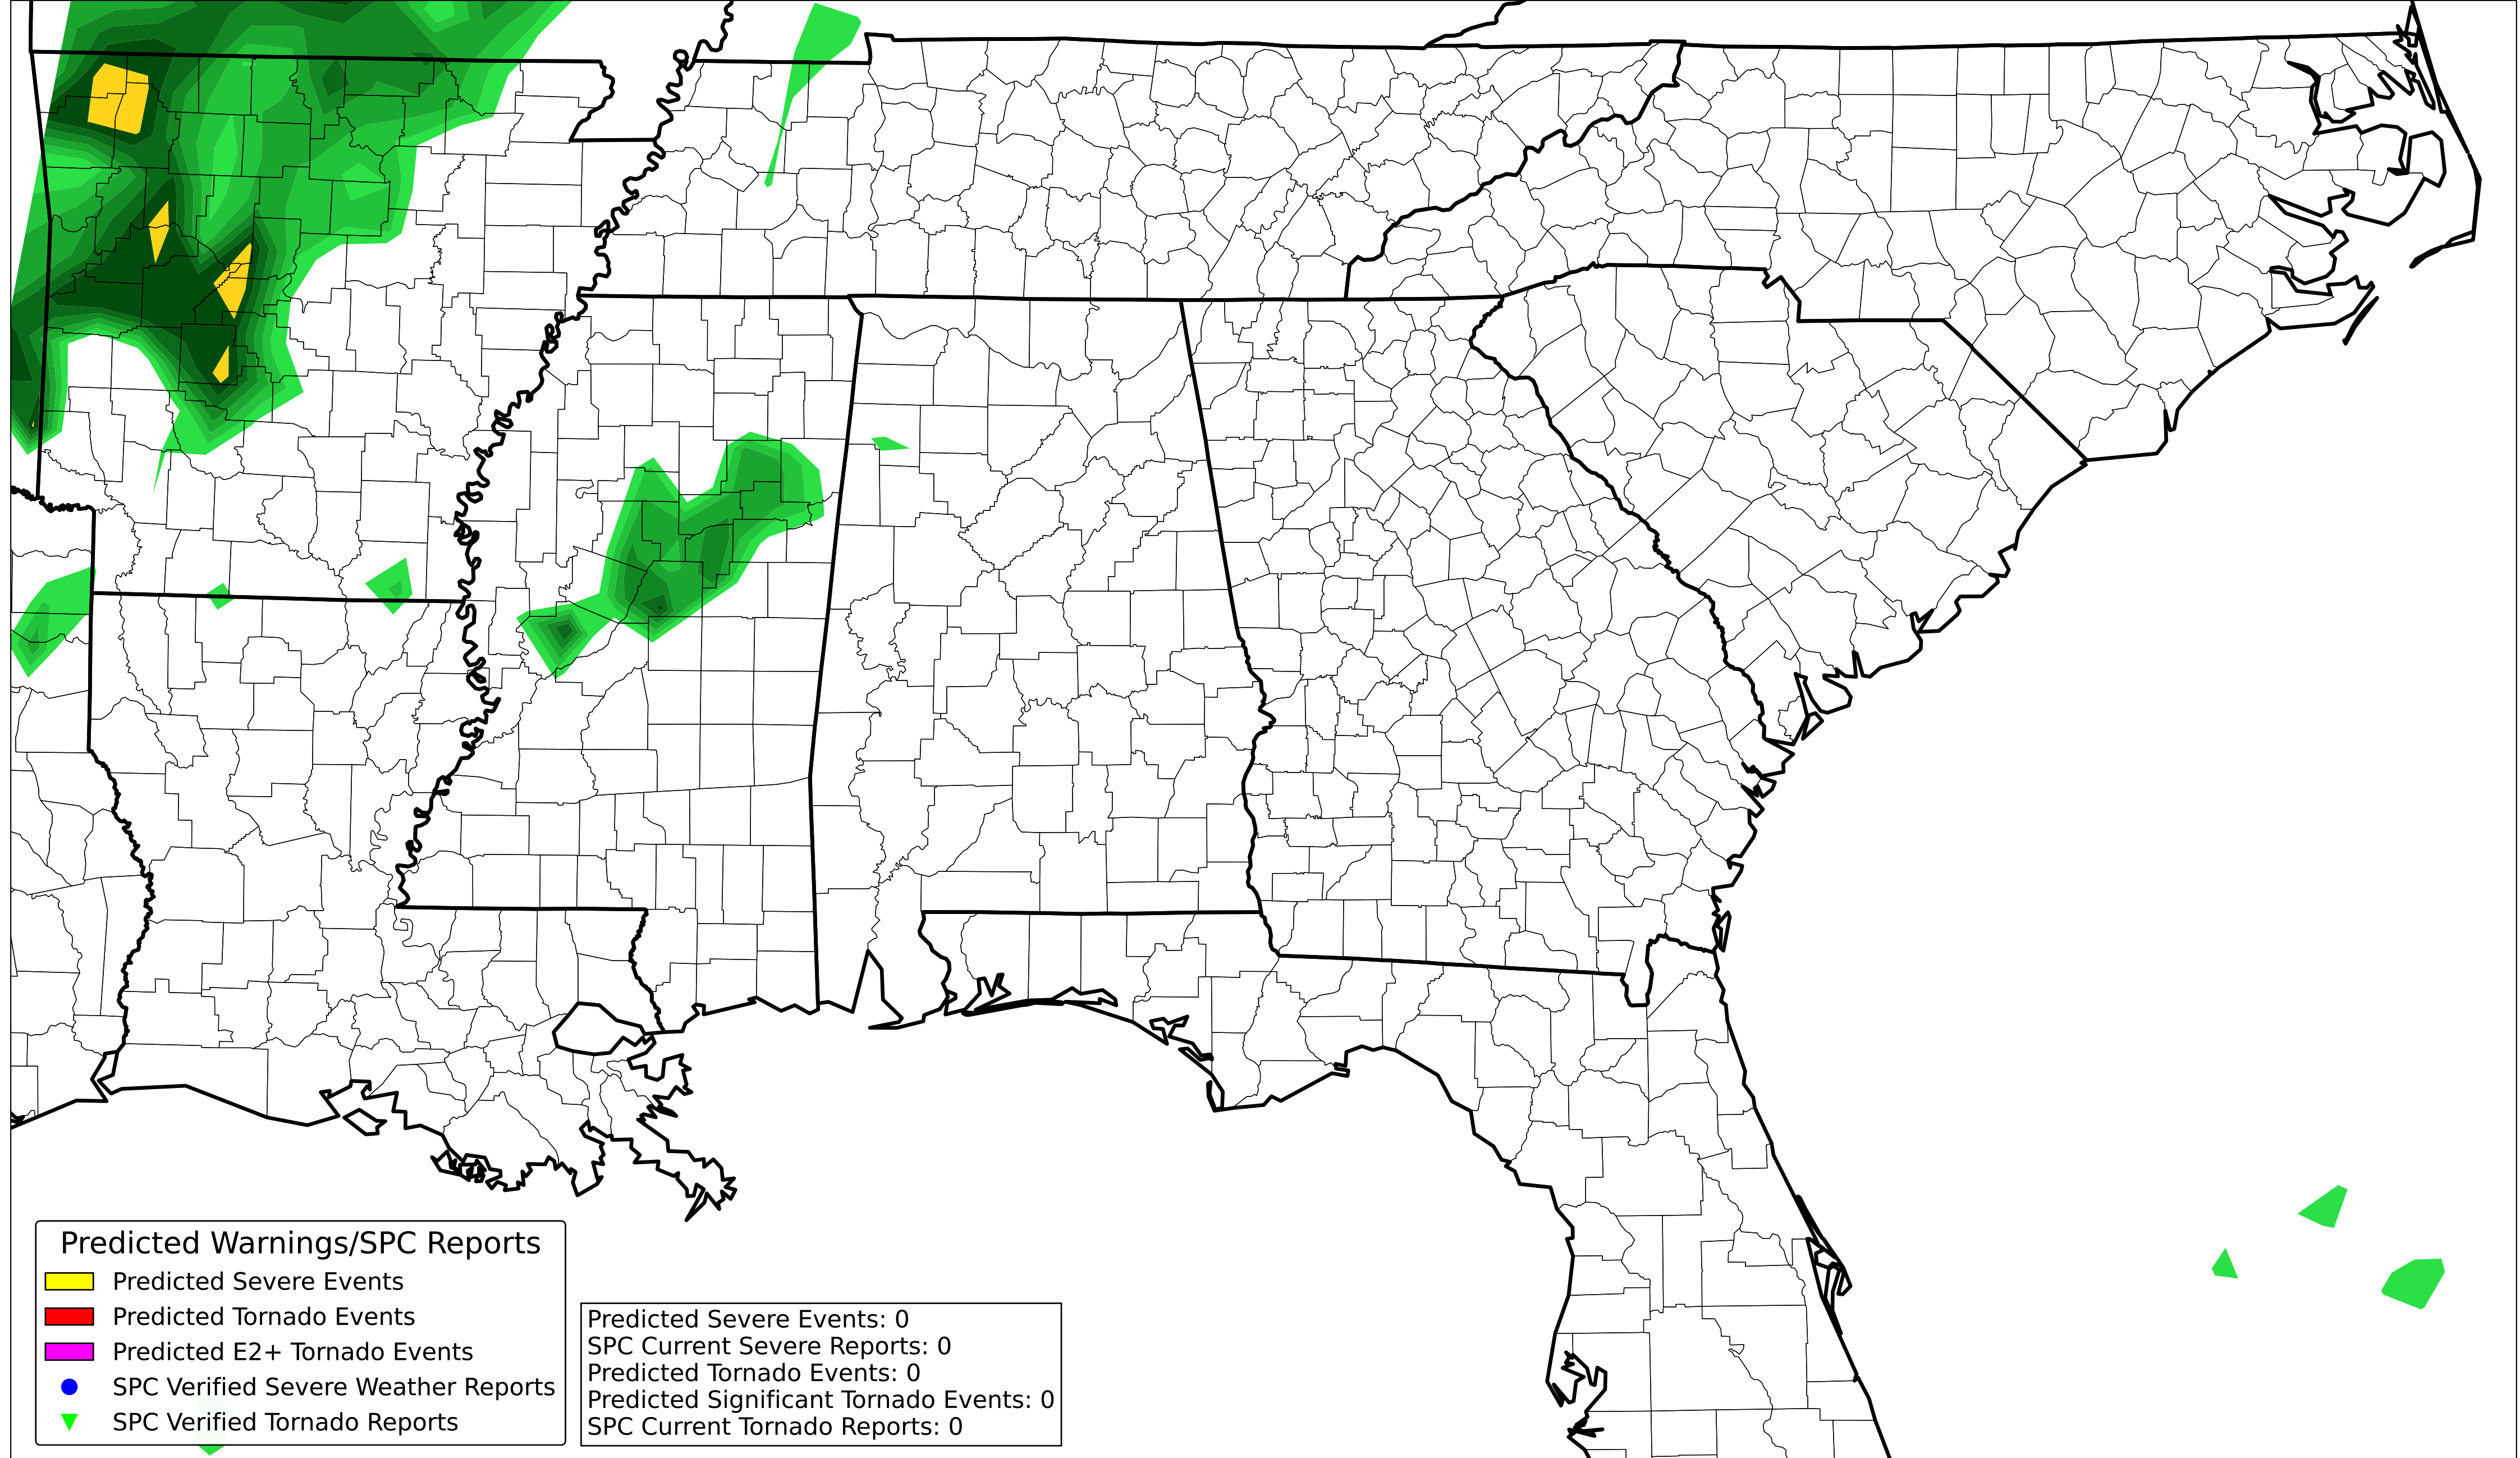 Predicted Warnings/SPC Reports
Predicted Severe Events
Predicted Tornado Events
Predicted E2+ Tornado Events
SPC Verified Severe Weather Reports
SPC Verified Tornado Reports
Predicted Severe Events: 0
SPC Current Severe Reports: 0
Predicted Tornado Events: 0
Predicted Significant Tornado Events: 0
SPC Current Tornado Reports: 0